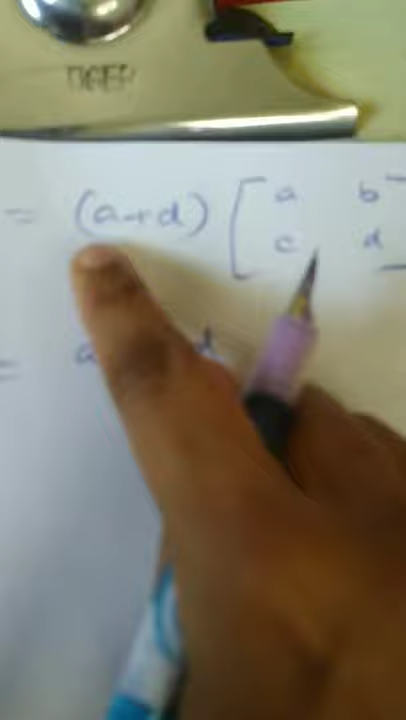 TIGER
= (a+d) [ a b
c d ]
= a d